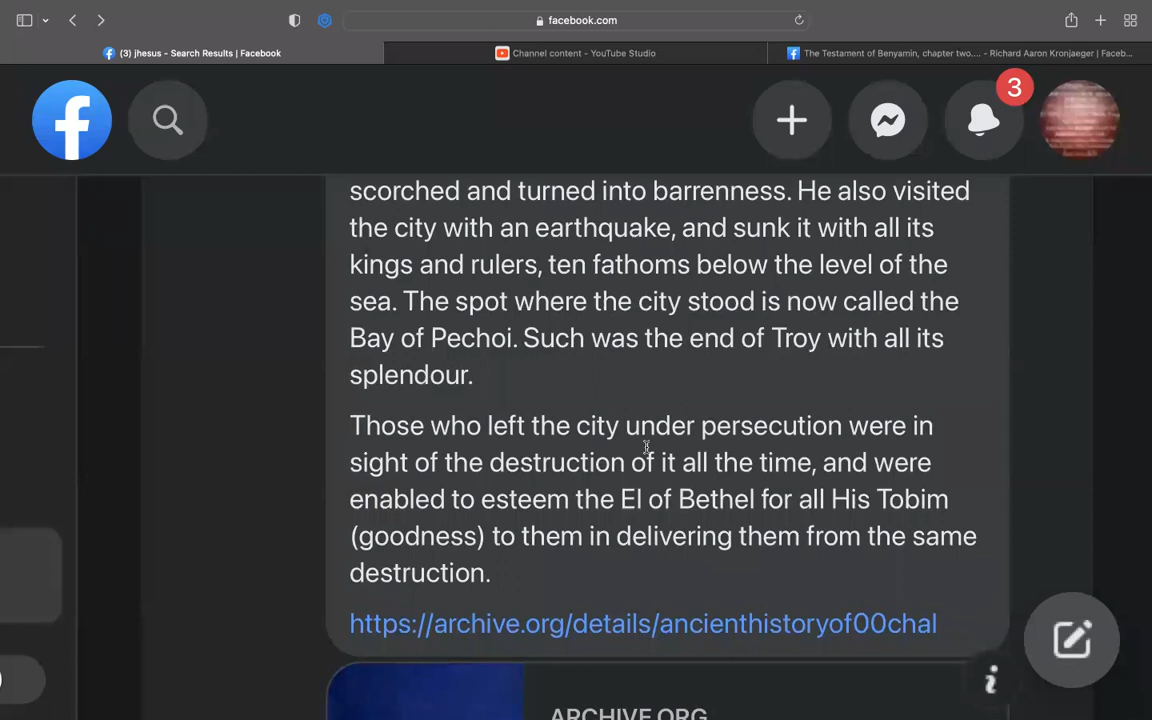 facebook.com
(3) jhesus - Search Results | Facebook
Channel content - YouTube Studio
The Testament of Benyamin, chapter two.... - Richard Aaron Kronjaeger | Faceb...
3
scorched and turned into barrenness. He also visited
the city with an earthquake, and sunk it with all its
kings and rulers, ten fathoms below the level of the
sea. The spot where the city stood is now called the
Bay of Pechoi. Such was the end of Troy with all its
splendour.
Those who left the city under persecution were in
sight of the destruction of it all the time, and were
enabled to esteem the El of Bethel for all His Tobim
(goodness) to them in delivering them from the same
destruction.
https://archive.org/details/ancienthistoryof00chal
ARCHIVE.ORG